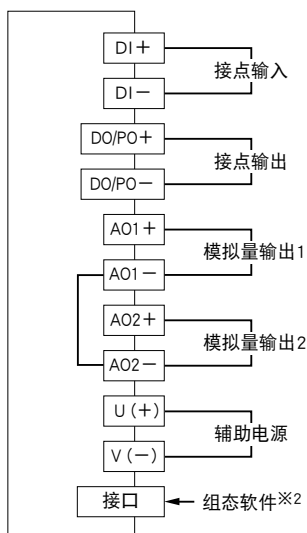 DI+
接点输入
DI−
DO/PO+
接点输出
DO/PO−
AO1+
模拟量输出1
AO1−
AO2+
模拟量输出2
AO2−
U(+)
辅助电源
V(−)
接口
组态软件※2